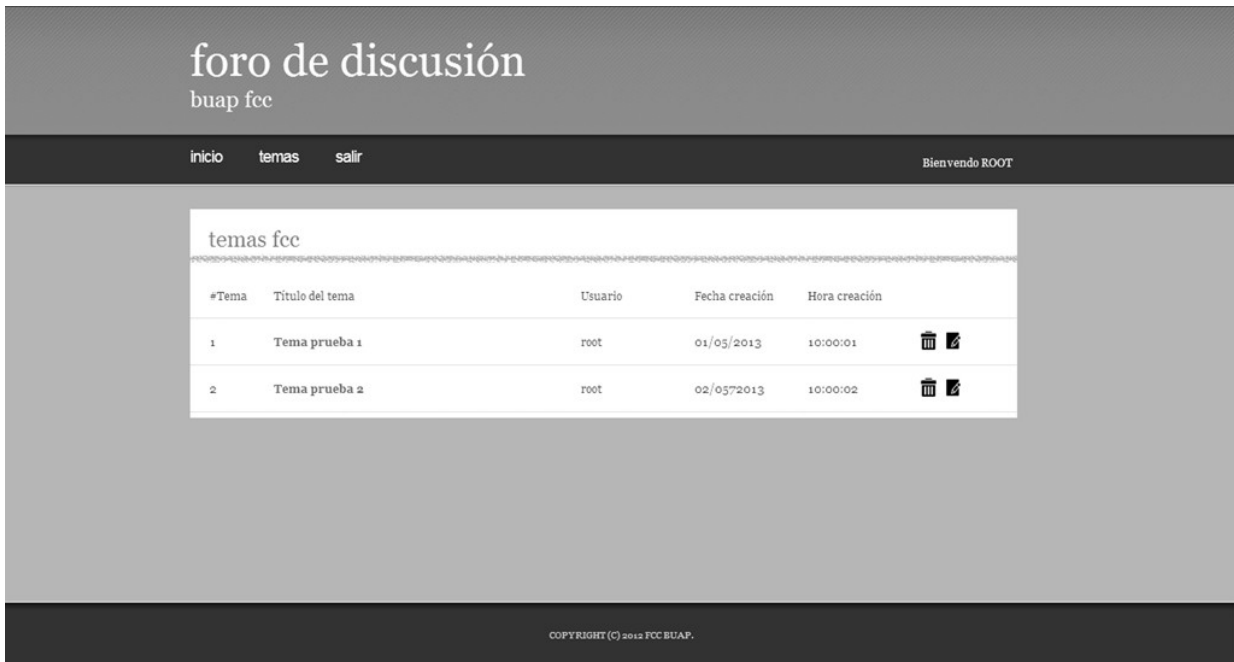 foro de discusión
buap fcc
inicio temas salir Bienvendo ROOT
temas fcc
#Tema Título del tema Usuario Fecha creación Hora creación
1 Tema prueba 1 root 01/05/2013 10:00:01
2 Tema prueba 2 root 02/0572013 10:00:02
COPYRIGHT (C) 2012 FCC BUAP.